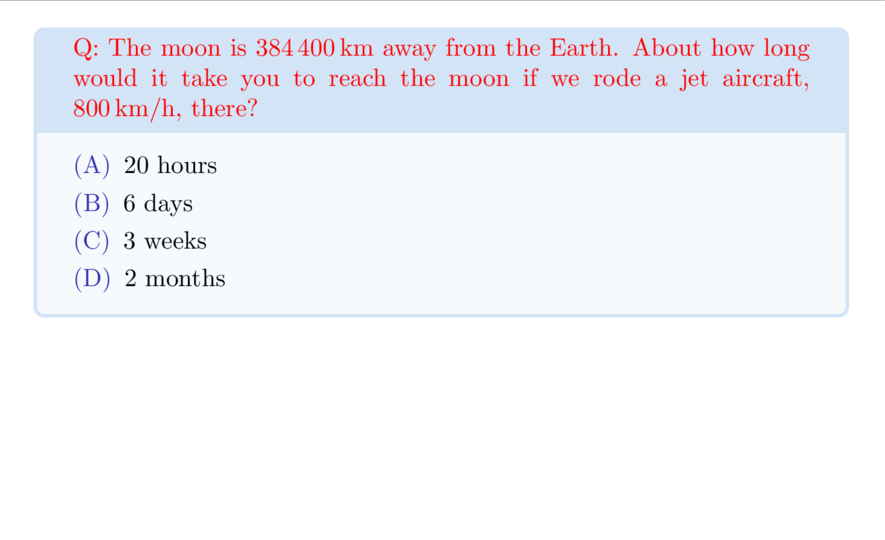 Q: The moon is 384 400 km away from the Earth. About how long
would it take you to reach the moon if we rode a jet aircraft,
800 km/h, there?
(A) 20 hours
(B) 6 days
(C) 3 weeks
(D) 2 months